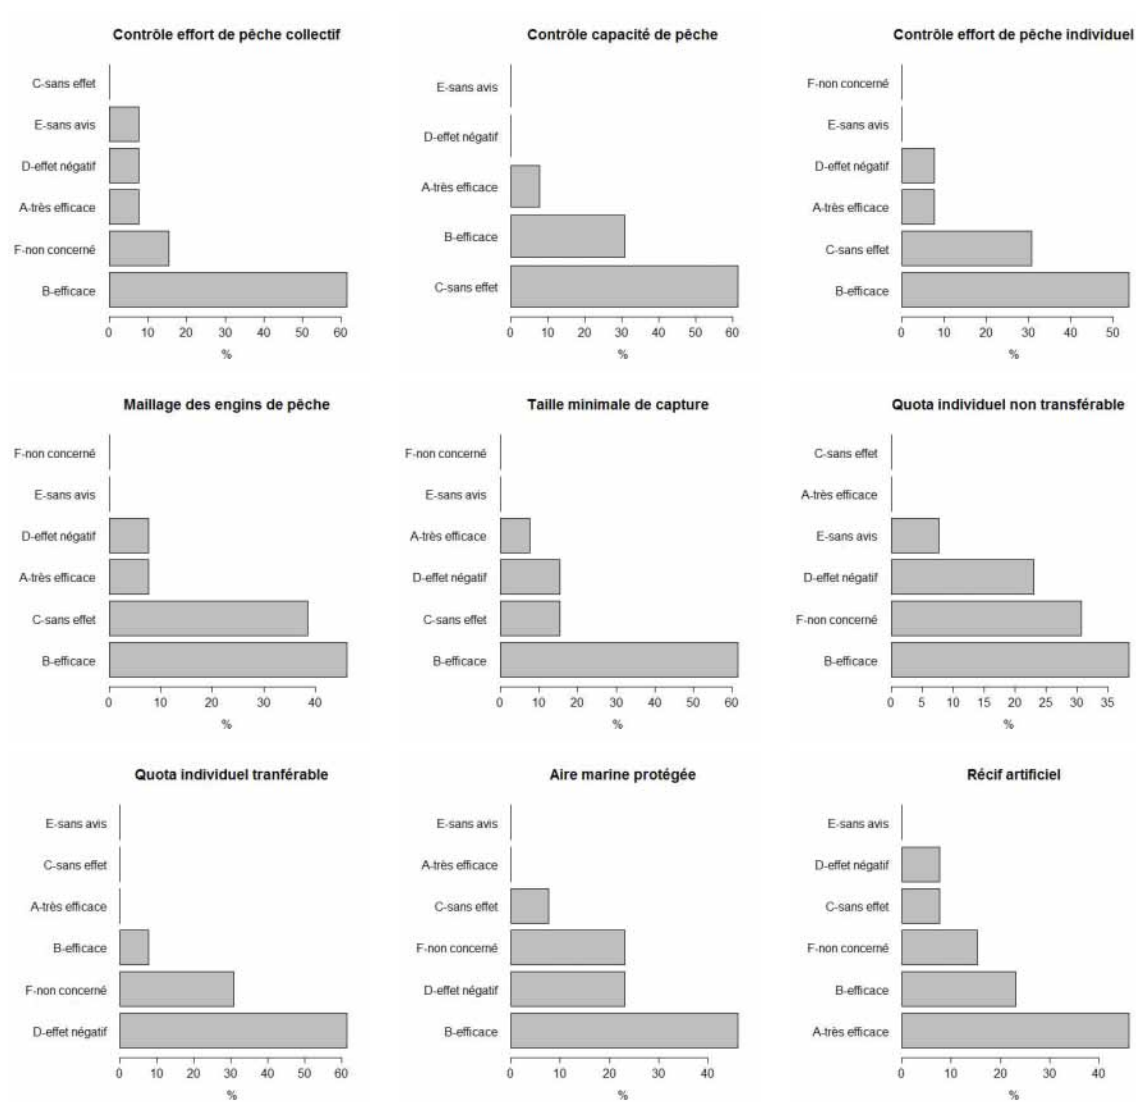 Contrôle effort de pêche collectif
C-sans effet
E-sans avis
D-effet négatif
A-très efficace
F-non concerné
B-efficace
0 10 20 30 40 50 60
%
Contrôle capacité de pêche
E-sans avis
D-effet négatif
A-très efficace
B-efficace
C-sans effet
0 10 20 30 40 50 60
%
Contrôle effort de pêche individuel
F-non concerné
E-sans avis
D-effet négatif
A-très efficace
C-sans effet
B-efficace
0 10 20 30 40 50
%
Maillage des engins de pêche
F-non concerné
E-sans avis
D-effet négatif
A-très efficace
C-sans effet
B-efficace
0 10 20 30 40
%
Taille minimale de capture
F-non concerné
E-sans avis
A-très efficace
D-effet négatif
C-sans effet
B-efficace
0 10 20 30 40 50 60
%
Quota individuel non transférable
C-sans effet
A-très efficace
E-sans avis
D-effet négatif
F-non concerné
B-efficace
0 5 10 15 20 25 30 35
%
Quota individuel tranférable
E-sans avis
C-sans effet
A-très efficace
B-efficace
F-non concerné
D-effet négatif
0 10 20 30 40 50 60
%
Aire marine protégée
E-sans avis
A-très efficace
C-sans effet
F-non concerné
D-effet négatif
B-efficace
0 10 20 30 40
%
Récif artificiel
E-sans avis
D-effet négatif
C-sans effet
F-non concerné
B-efficace
A-très efficace
0 10 20 30 40
%